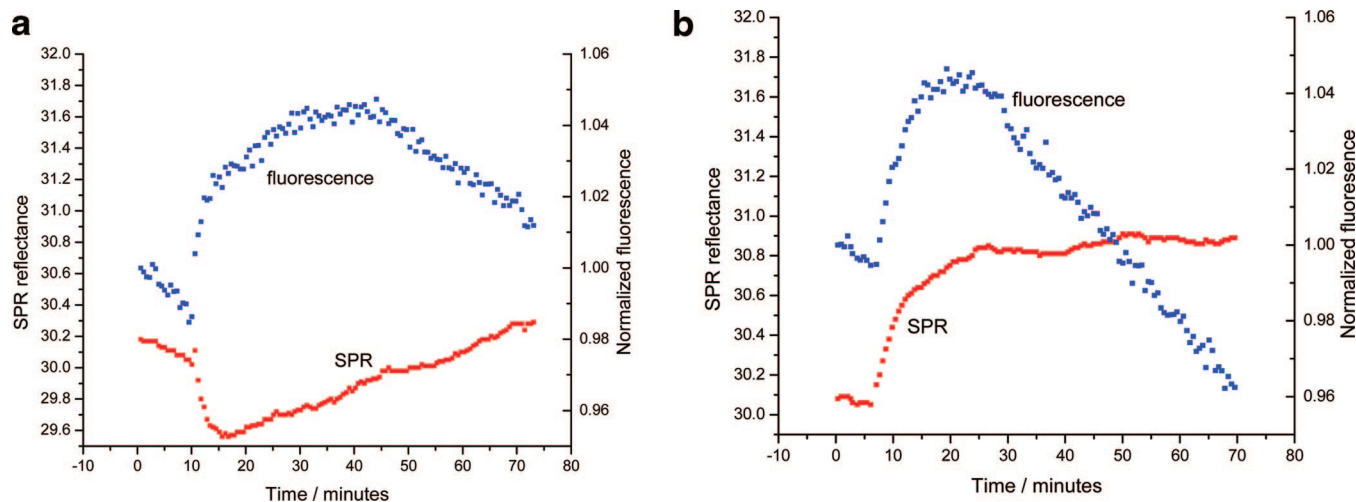 a
32.0
31.8
31.6
31.4
31.2
31.0
30.8
30.6
30.4
30.2
30.0
29.8
29.6
SPR reflectance
fluorescence
SPR
1.06
1.04
1.02
1.00
0.98
0.96
Normalized fluorescence
-10 0 10 20 30 40 50 60 70 80
Time / minutes
b
32.0
31.8
31.6
31.4
31.2
31.0
30.8
30.6
30.4
30.2
30.0
SPR reflectance
fluorescence
SPR
1.06
1.04
1.02
1.00
0.98
0.96
Normalized fluorescence
-10 0 10 20 30 40 50 60 70 80
Time / minutes